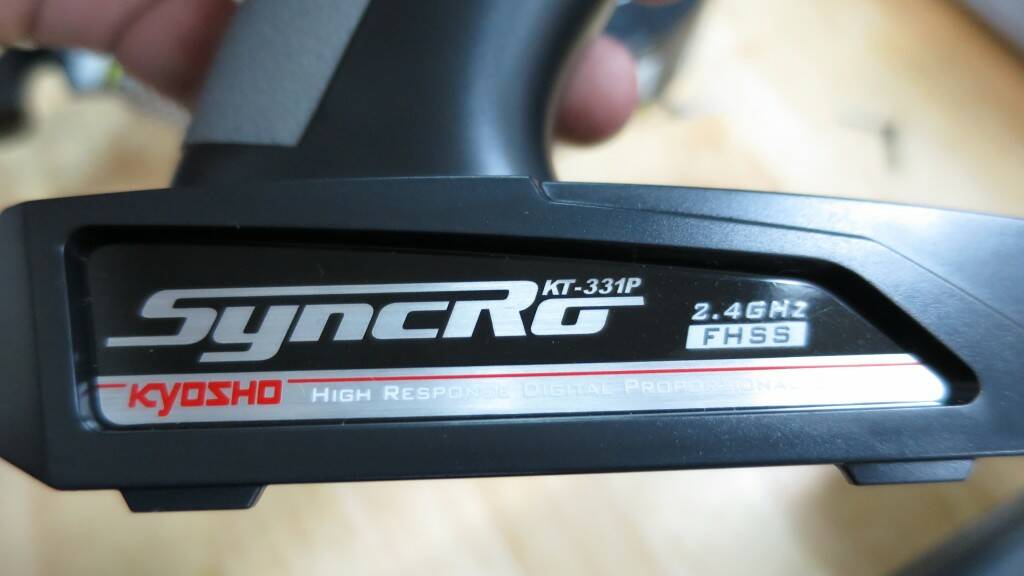 SyncRo KT-331P
2.4GHz
FHSS
KYOSHO HIGH RESPONSE DIGITAL PROPORTIONAL